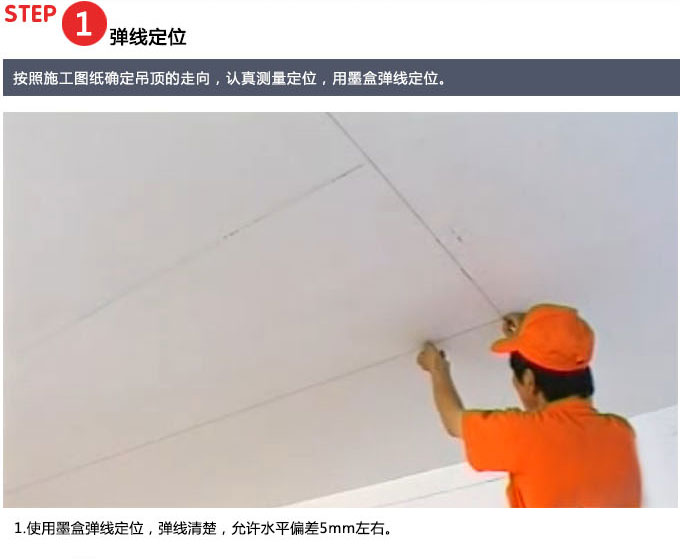 STEP 1 弹线定位
按照施工图纸确定吊顶的走向，认真测量定位，用墨盒弹线定位。
1.使用墨盒弹线定位，弹线清楚，允许水平偏差5mm左右。